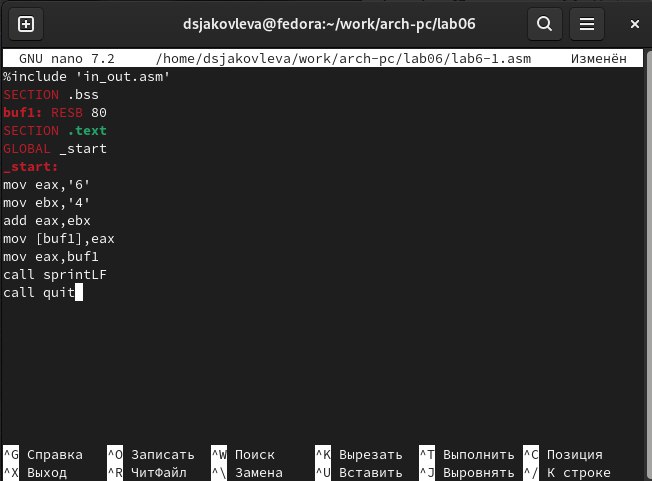 dsjakovleva@fedora:~/work/arch-pc/lab06
GNU nano 7.2 /home/dsjakovleva/work/arch-pc/lab06/lab6-1.asm Изменён
%include 'in_out.asm'
SECTION .bss
buf1: RESB 80
SECTION .text
GLOBAL _start
_start:
mov eax,'6'
mov ebx,'4'
add eax,ebx
mov [buf1],eax
mov eax,buf1
call sprintLF
call quit
^G Справка ^O Записать ^W Поиск ^K Вырезать ^T Выполнить ^C Позиция
^X Выход ^R ЧитФайл ^\ Замена ^U Вставить ^J Выровнять ^/ К строке